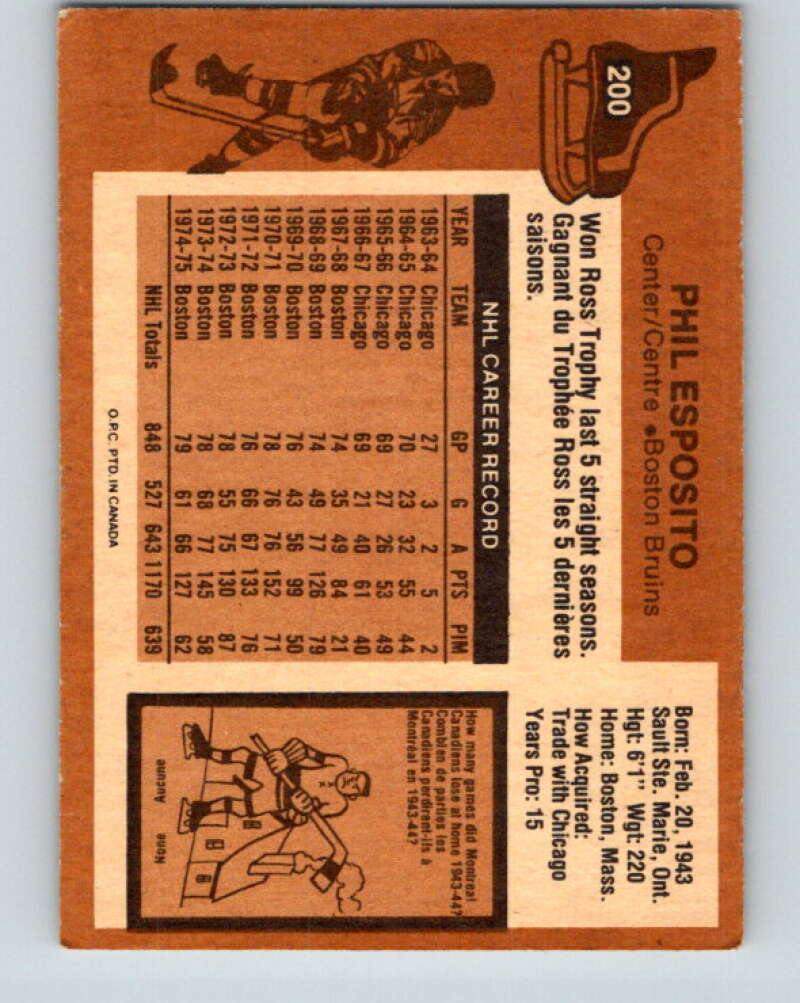 200
PHIL ESPOSITO
Center/Centre • Boston Bruins
Won Ross Trophy last 5 straight seasons.
Gagnant du Trophée Ross les 5 dernières
saisons.
NHL CAREER RECORD
YEAR TEAM GP G A PTS PIM
1963-64 Chicago 27 3 2 5 2
1964-65 Chicago 70 23 32 55 44
1965-66 Chicago 69 27 26 53 49
1966-67 Chicago 69 21 40 61 40
1967-68 Boston 74 35 49 84 21
1968-69 Boston 74 49 77 126 79
1969-70 Boston 76 43 56 99 50
1970-71 Boston 78 76 76 152 71
1971-72 Boston 76 66 67 133 76
1972-73 Boston 78 55 75 130 87
1973-74 Boston 78 68 77 145 58
1974-75 Boston 79 61 66 127 62
NHL Totals 848 527 643 1170 639
O.P.C. PTD. IN CANADA
Born: Feb. 20, 1943
Sault Ste. Marie, Ont.
Hgt: 6'1" Wgt: 220
Home: Boston, Mass.
How Acquired:
Trade with Chicago
Years Pro: 15
How many games did Montreal
Canadiens lose at home 1943-44?
Combien de parties les
Canadiens perdirent-ils à
Montréal en 1943-44?
None
Aucune